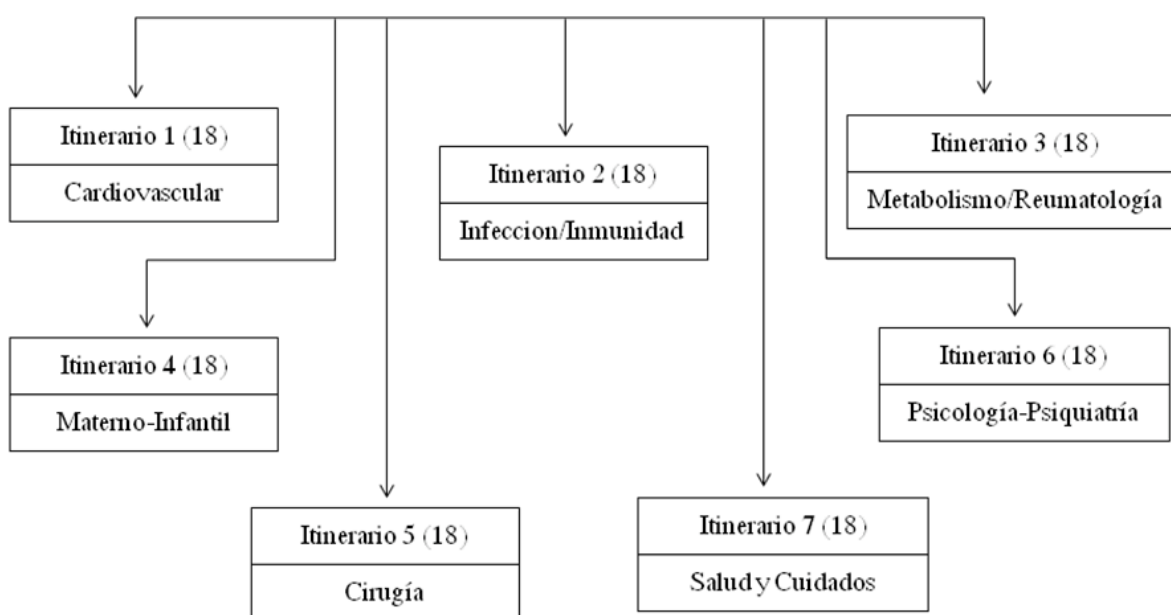 Itinerario 1 (18)
Cardiovascular
Itinerario 2 (18)
Infeccion/Inmunidad
Itinerario 3 (18)
Metabolismo/Reumatología
Itinerario 4 (18)
Materno-Infantil
Itinerario 6 (18)
Psicología-Psiquiatría
Itinerario 5 (18)
Cirugía
Itinerario 7 (18)
Salud y Cuidados